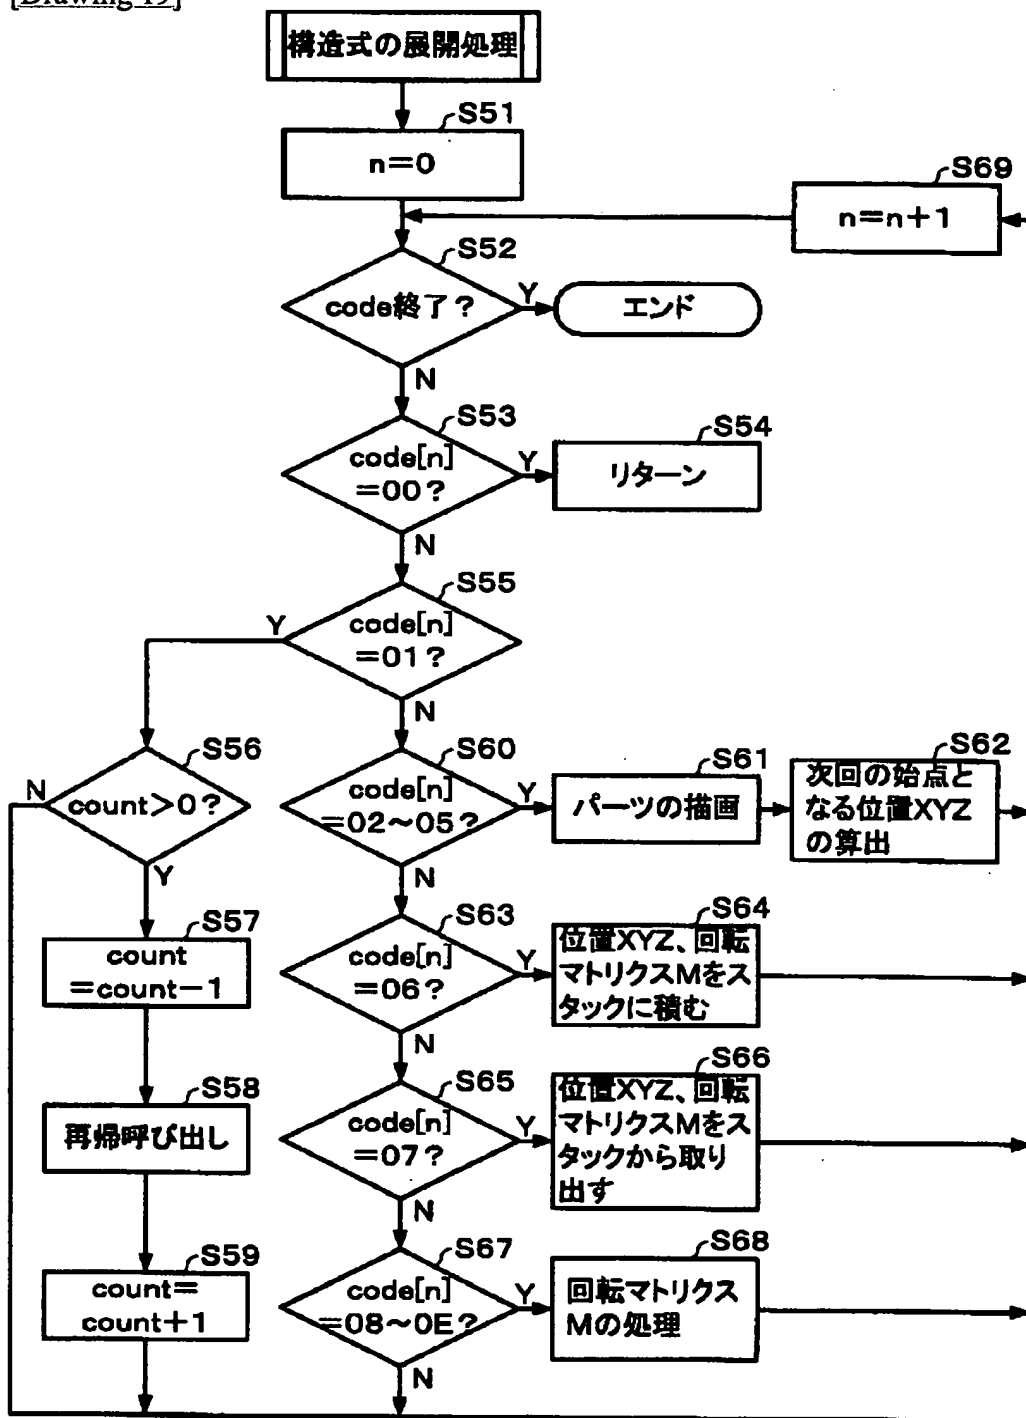 [Drawing 19]
構造式の展開処理
S51
n=0
S69
n=n+1
S52
code終了?
Y
エンド
N
S53
code[n]
=00?
Y
S54
リターン
N
S55
code[n]
=01?
Y
N
S56
count>0?
N
Y
S57
count
=count-1
S58
再帰呼び出し
S59
count=
count+1
S60
code[n]
=02~05?
Y
S61
パーツの描画
S62
次回の始点と
なる位置XYZ
の算出
N
S63
code[n]
=06?
Y
S64
位置XYZ、回転
マトリクスMをス
タックに積む
N
S65
code[n]
=07?
Y
S66
位置XYZ、回転
マトリクスMをス
タックから取り
出す
N
S67
code[n]
=08~0E?
Y
S68
回転マトリクス
Mの処理
N